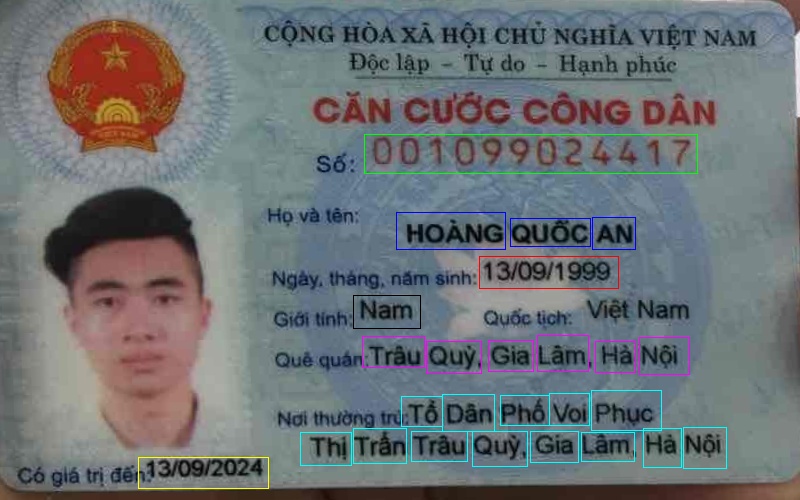 CỘNG HÒA XÃ HỘI CHỦ NGHĨA VIỆT NAM
Độc lập - Tự do - Hạnh phúc
CĂN CƯỚC CÔNG DÂN
Số: 001099024417
Họ và tên: HOÀNG QUỐC AN
Ngày, tháng, năm sinh: 13/09/1999
Giới tính: Nam Quốc tịch: Việt Nam
Quê quán: Trâu Quỳ, Gia Lâm, Hà Nội
Nơi thường trú: Tổ Dân Phố Voi Phục
Thị Trấn Trâu Quỳ, Gia Lâm, Hà Nội
Có giá trị đến: 13/09/2024